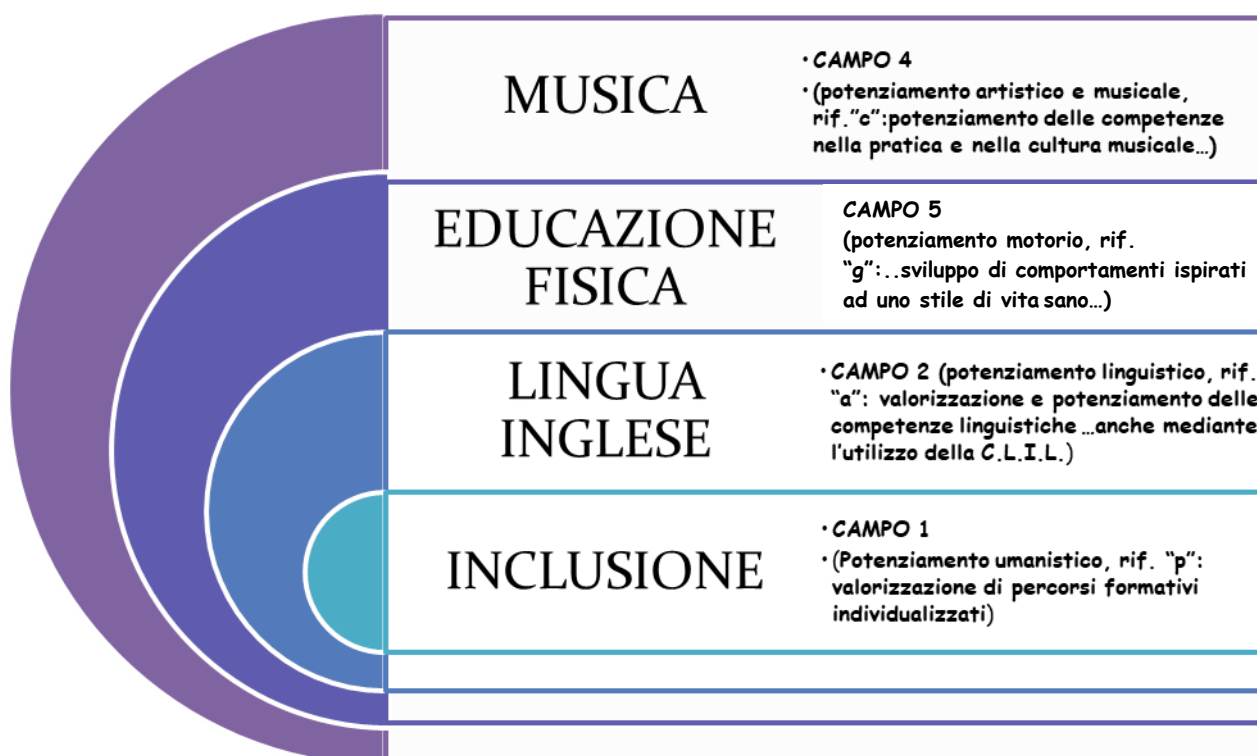 MUSICA
• CAMPO 4
• (potenziamento artistico e musicale,
rif.”c”:potenziamento delle competenze
nella pratica e nella cultura musicale…)
EDUCAZIONE
FISICA
CAMPO 5
(potenziamento motorio, rif.
“g”:..sviluppo di comportamenti ispirati
ad uno stile di vita sano…)
LINGUA
INGLESE
• CAMPO 2 (potenziamento linguistico, rif.
“a”: valorizzazione e potenziamento delle
competenze linguistiche …anche mediante
l’utilizzo della C.L.I.L.)
INCLUSIONE
• CAMPO 1
• (Potenziamento umanistico, rif. “p”:
valorizzazione di percorsi formativi
individualizzati)